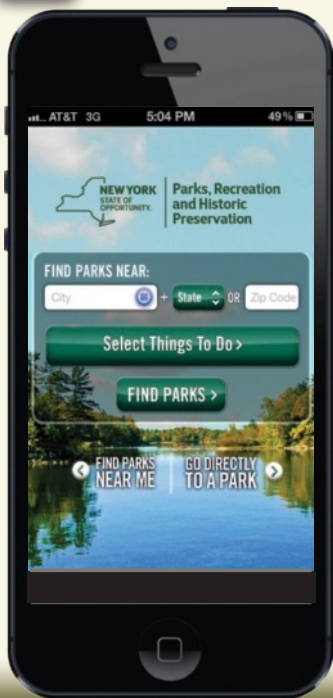 AT&T 3G 5:04 PM 49%
NEW YORK
STATE OF
OPPORTUNITY.
Parks, Recreation
and Historic
Preservation
FIND PARKS NEAR:
City + State OR Zip Code
Select Things To Do >
FIND PARKS >
FIND PARKS
NEAR ME
GO DIRECTLY
TO A PARK